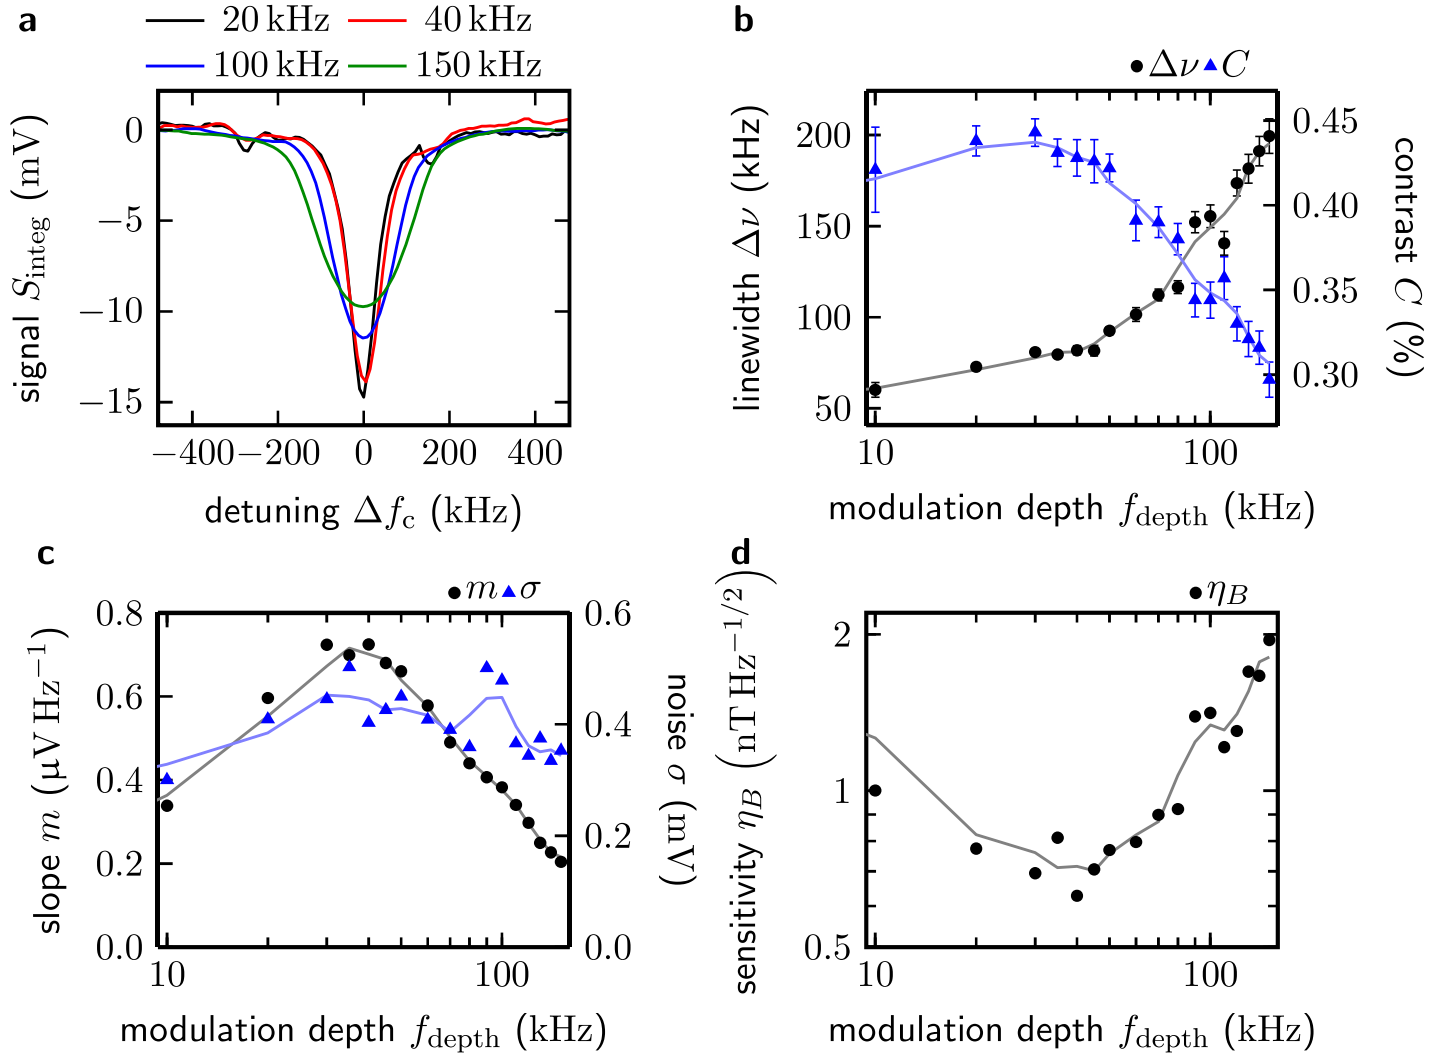 a
20 kHz 40 kHz
100 kHz 150 kHz
signal S_integ (mV)
0
−5
−10
−15
−400 −200 0 200 400
detuning Δf_c (kHz)
b
Δν C
linewidth Δν (kHz)
200
150
100
50
0.45
0.40
0.35
0.30
contrast C (%)
10 100
modulation depth f_depth (kHz)
c
m σ
slope m (μV Hz⁻¹)
0.8
0.6
0.4
0.2
0.0
0.6
0.4
0.2
0.0
noise σ (mV)
10 100
modulation depth f_depth (kHz)
d
η_B
sensitivity η_B (nT Hz^{−1/2})
2
1
0.5
10 100
modulation depth f_depth (kHz)